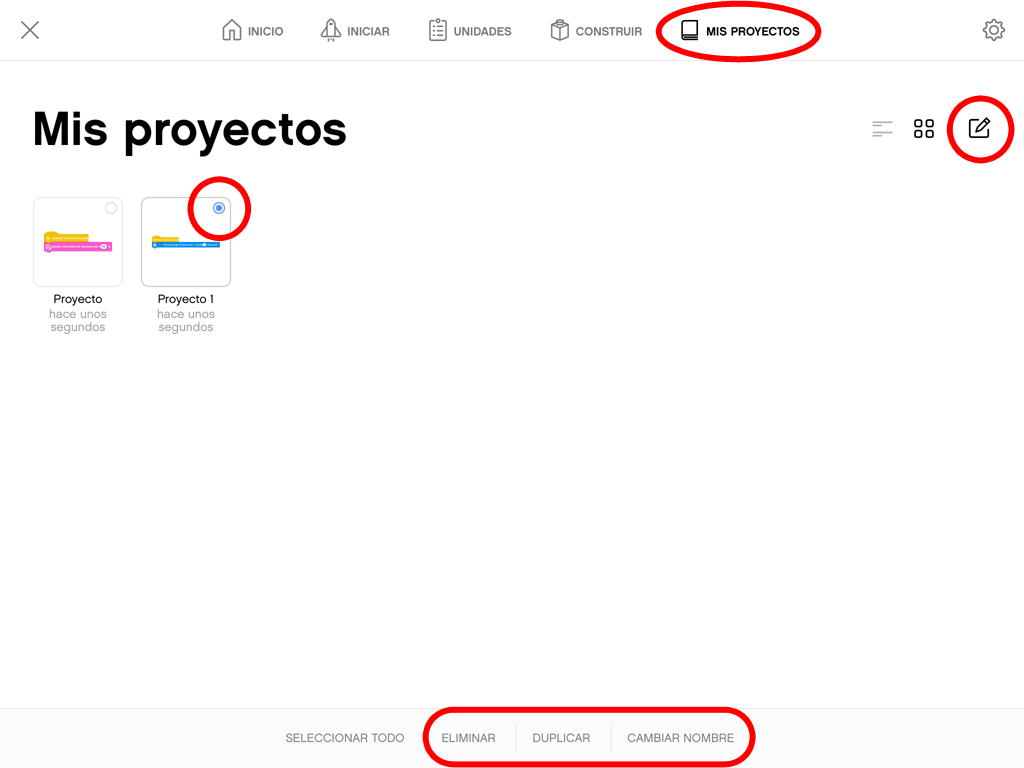 INICIO
INICIAR
UNIDADES
CONSTRUIR
MIS PROYECTOS
Mis proyectos
Proyecto
hace unos
segundos
Proyecto 1
hace unos
segundos
SELECCIONAR TODO
ELIMINAR
DUPLICAR
CAMBIAR NOMBRE